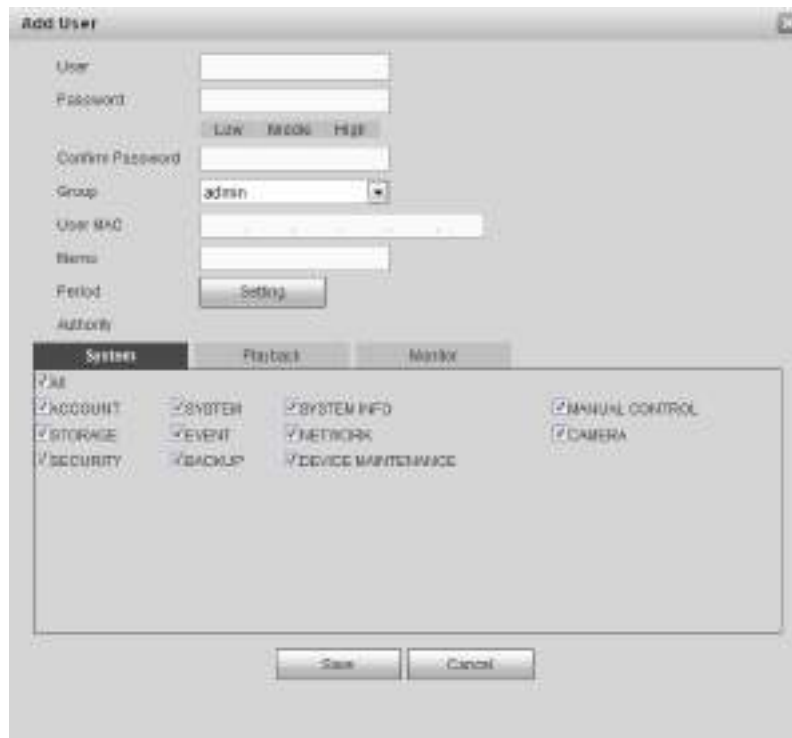 Add User
User
Password
Low Middle High
Confirm Password
Group admin
User MAC
Memo
Period Setting
Authority
System Playback Monitor
All
ACCOUNT SYSTEM SYSTEM INFO MANUAL CONTROL
STORAGE EVENT NETWORK CAMERA
SECURITY BACKUP DEVICE MAINTENANCE
Save Cancel